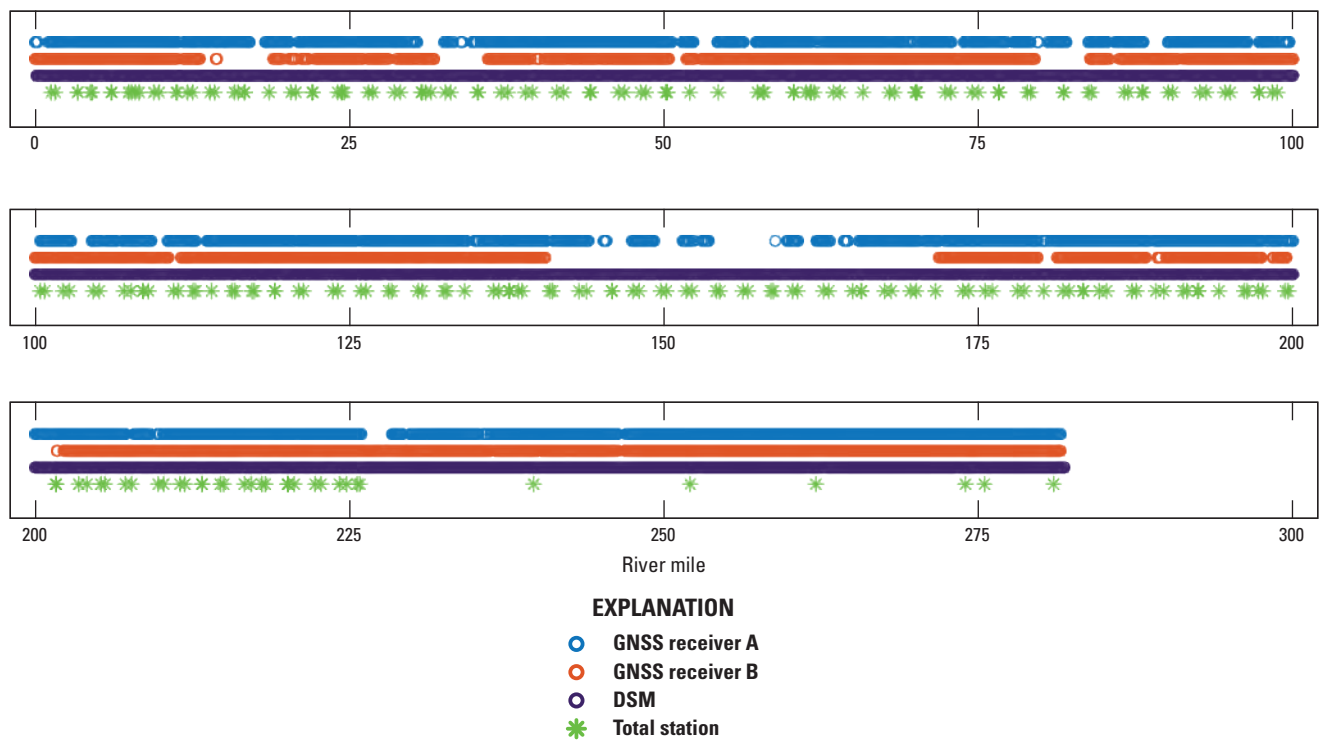 0 25 50 75 100
100 125 150 175 200
200 225 250 275 300
River mile
EXPLANATION
GNSS receiver A
GNSS receiver B
DSM
Total station